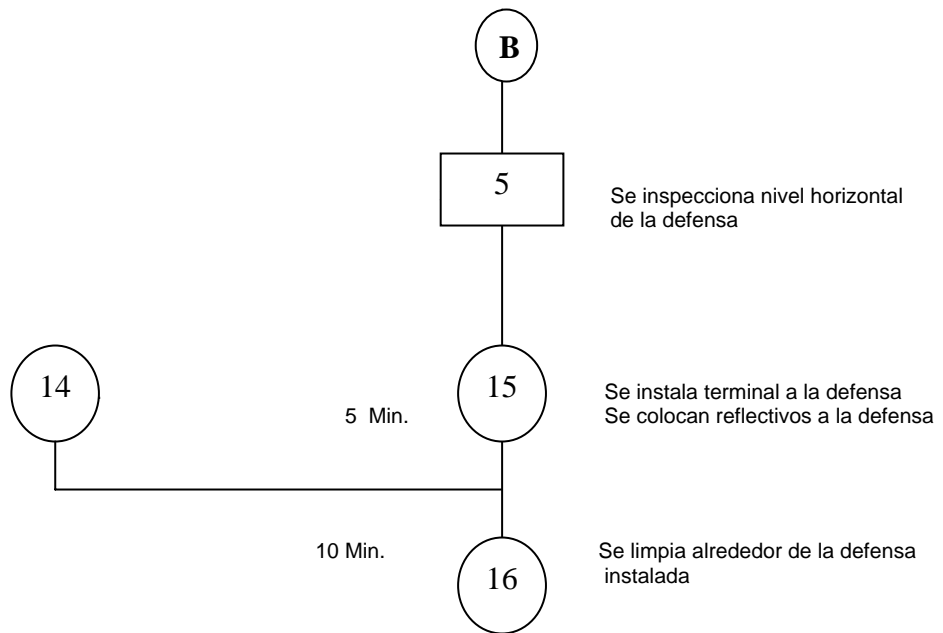 B
5
Se inspecciona nivel horizontal
de la defensa
14
15
5 Min.
Se instala terminal a la defensa
Se colocan reflectivos a la defensa
10 Min.
16
Se limpia alrededor de la defensa
instalada